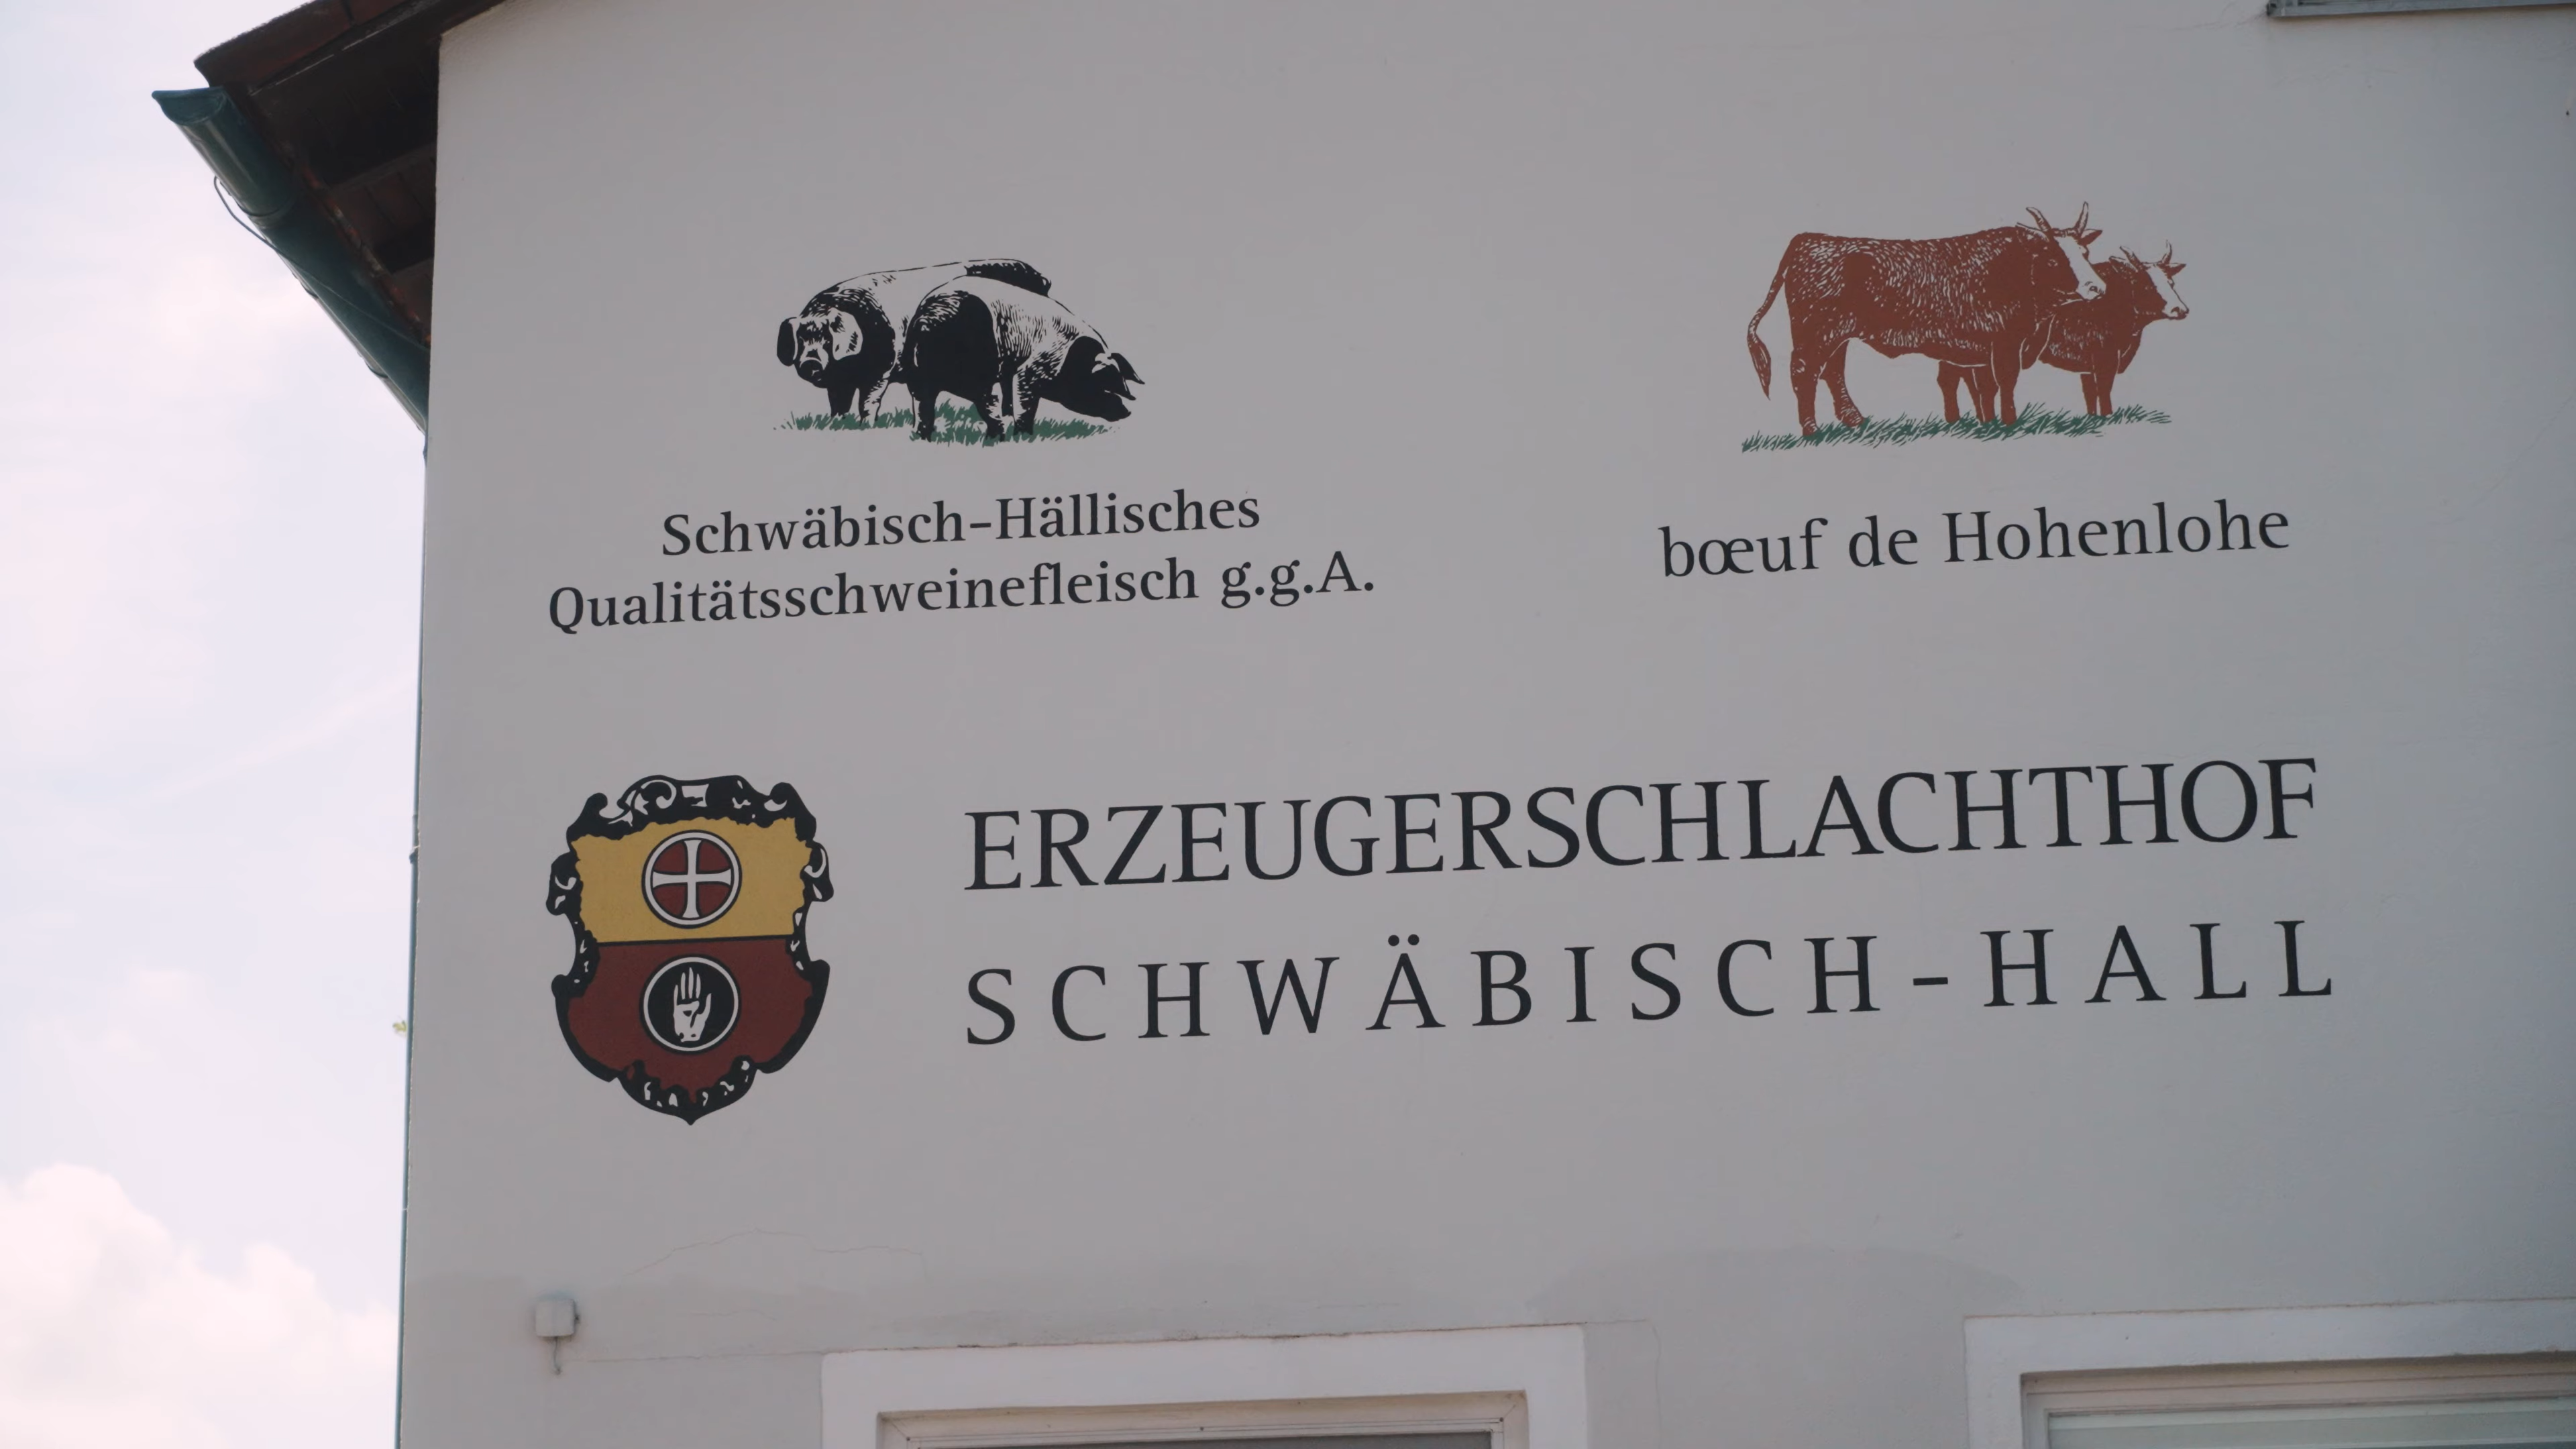 Schwäbisch-Hällisches
Qualitätsschweinefleisch g.g.A.
bœuf de Hohenlohe
ERZEUGERSCHLACHTHOF
SCHWÄBISCH-HALL